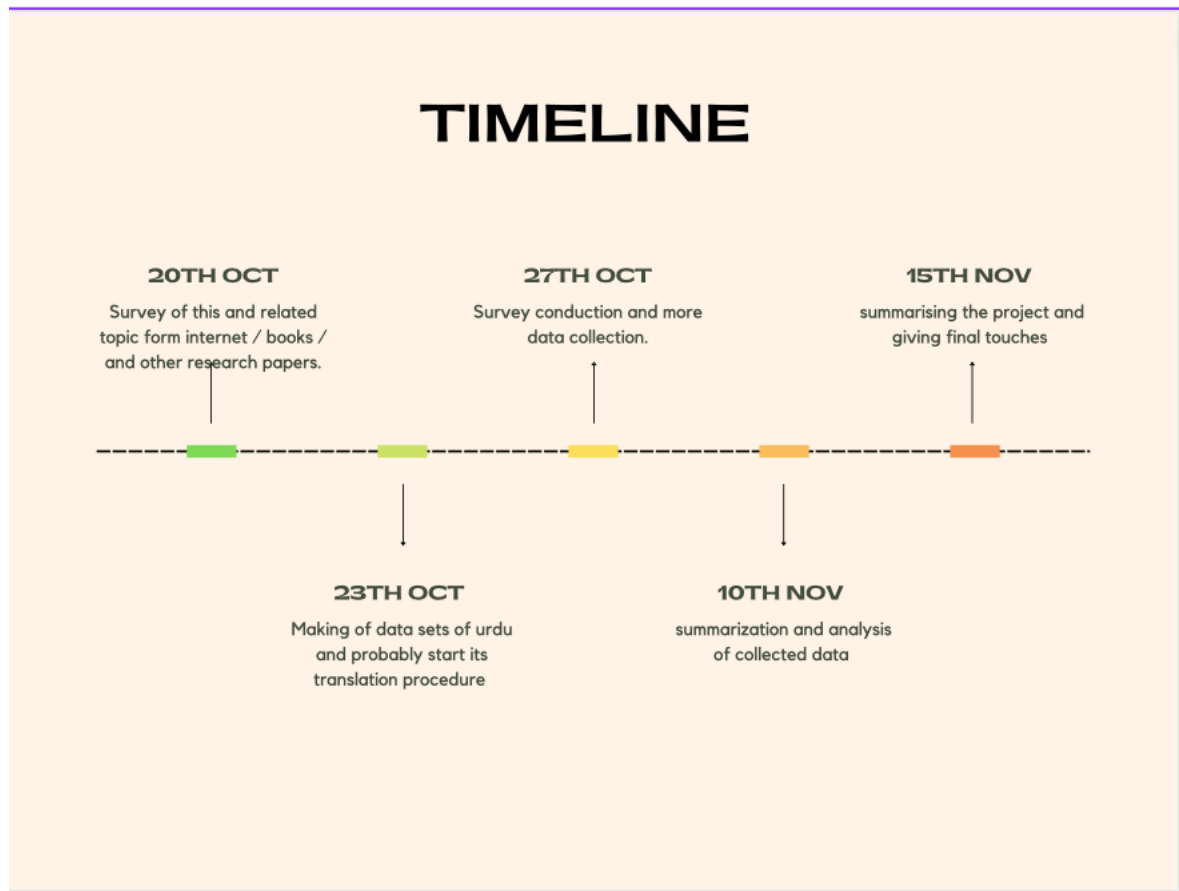 TIMELINE
20TH OCT
Survey of this and related
topic form internet / books /
and other research papers.
27TH OCT
Survey conduction and more
data collection.
15TH NOV
summarising the project and
giving final touches
23TH OCT
Making of data sets of urdu
and probably start its
translation procedure
10TH NOV
summarization and analysis
of collected data